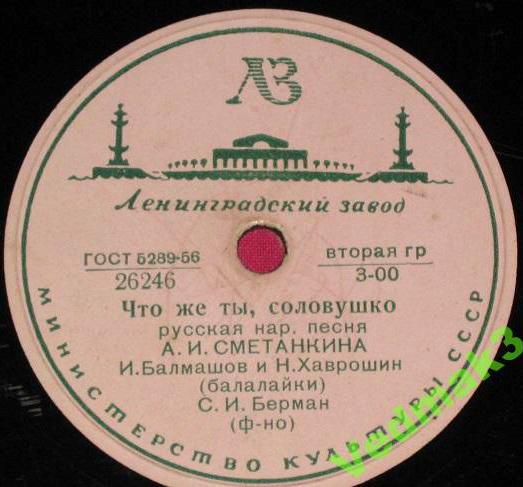 ЛЗ
Ленинградский завод
ГОСТ 5289-56
26246
вторая гр
3-00
Что же ты, соловушко
русская нар. песня
А. И. СМЕТАНКИНА
И. Балмашов и Н. Хаврошин
(балалайки)
С. И. Берман
(ф-но)
МИНИСТЕРСТВО КУЛЬТУРЫ СССР
Vedmak3